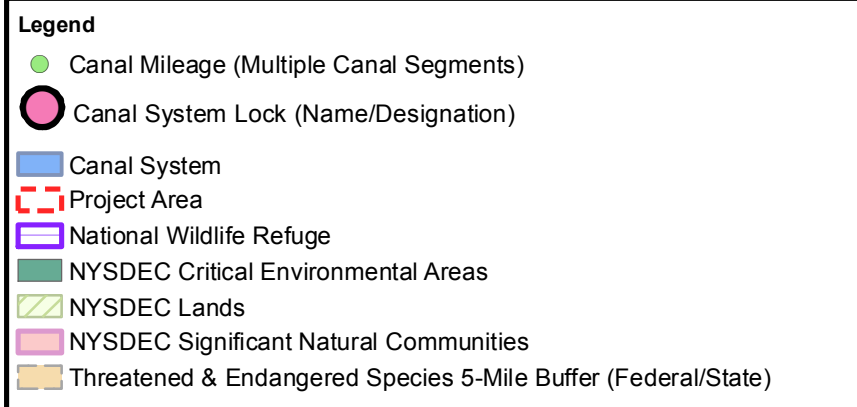 Legend
Canal Mileage (Multiple Canal Segments)
Canal System Lock (Name/Designation)
Canal System
Project Area
National Wildlife Refuge
NYSDEC Critical Environmental Areas
NYSDEC Lands
NYSDEC Significant Natural Communities
Threatened & Endangered Species 5-Mile Buffer (Federal/State)